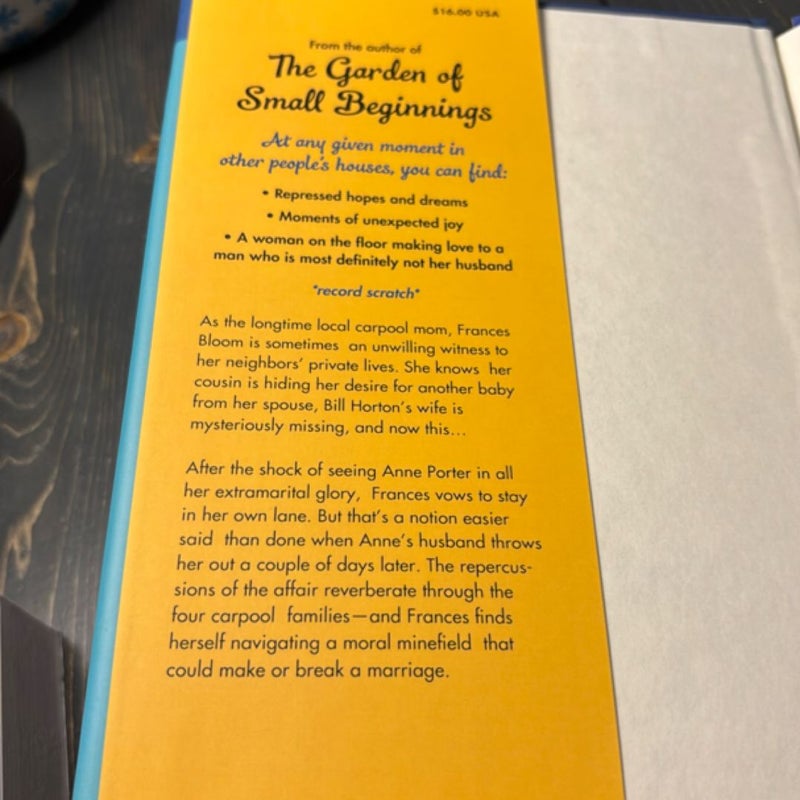 $16.00 USA
From the author of
The Garden of
Small Beginnings
At any given moment in
other people's houses, you can find:
• Repressed hopes and dreams
• Moments of unexpected joy
• A woman on the floor making love to a
man who is most definitely not her husband
*record scratch*
As the longtime local carpool mom, Frances
Bloom is sometimes an unwilling witness to
her neighbors' private lives. She knows her
cousin is hiding her desire for another baby
from her spouse, Bill Horton's wife is
mysteriously missing, and now this...
After the shock of seeing Anne Porter in all
her extramarital glory, Frances vows to stay
in her own lane. But that's a notion easier
said than done when Anne's husband throws
her out a couple of days later. The repercus-
sions of the affair reverberate through the
four carpool families—and Frances finds
herself navigating a moral minefield that
could make or break a marriage.